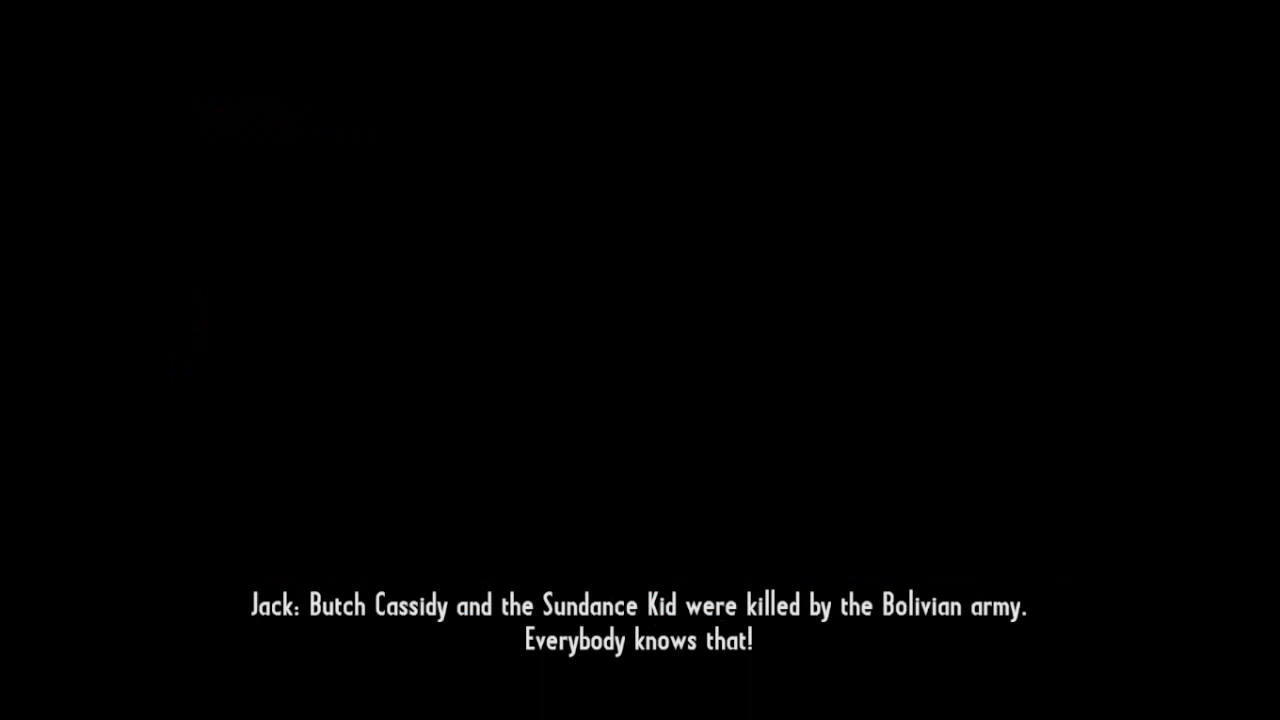 Jack: Butch Cassidy and the Sundance Kid were killed by the Bolivian army.
Everybody knows that!